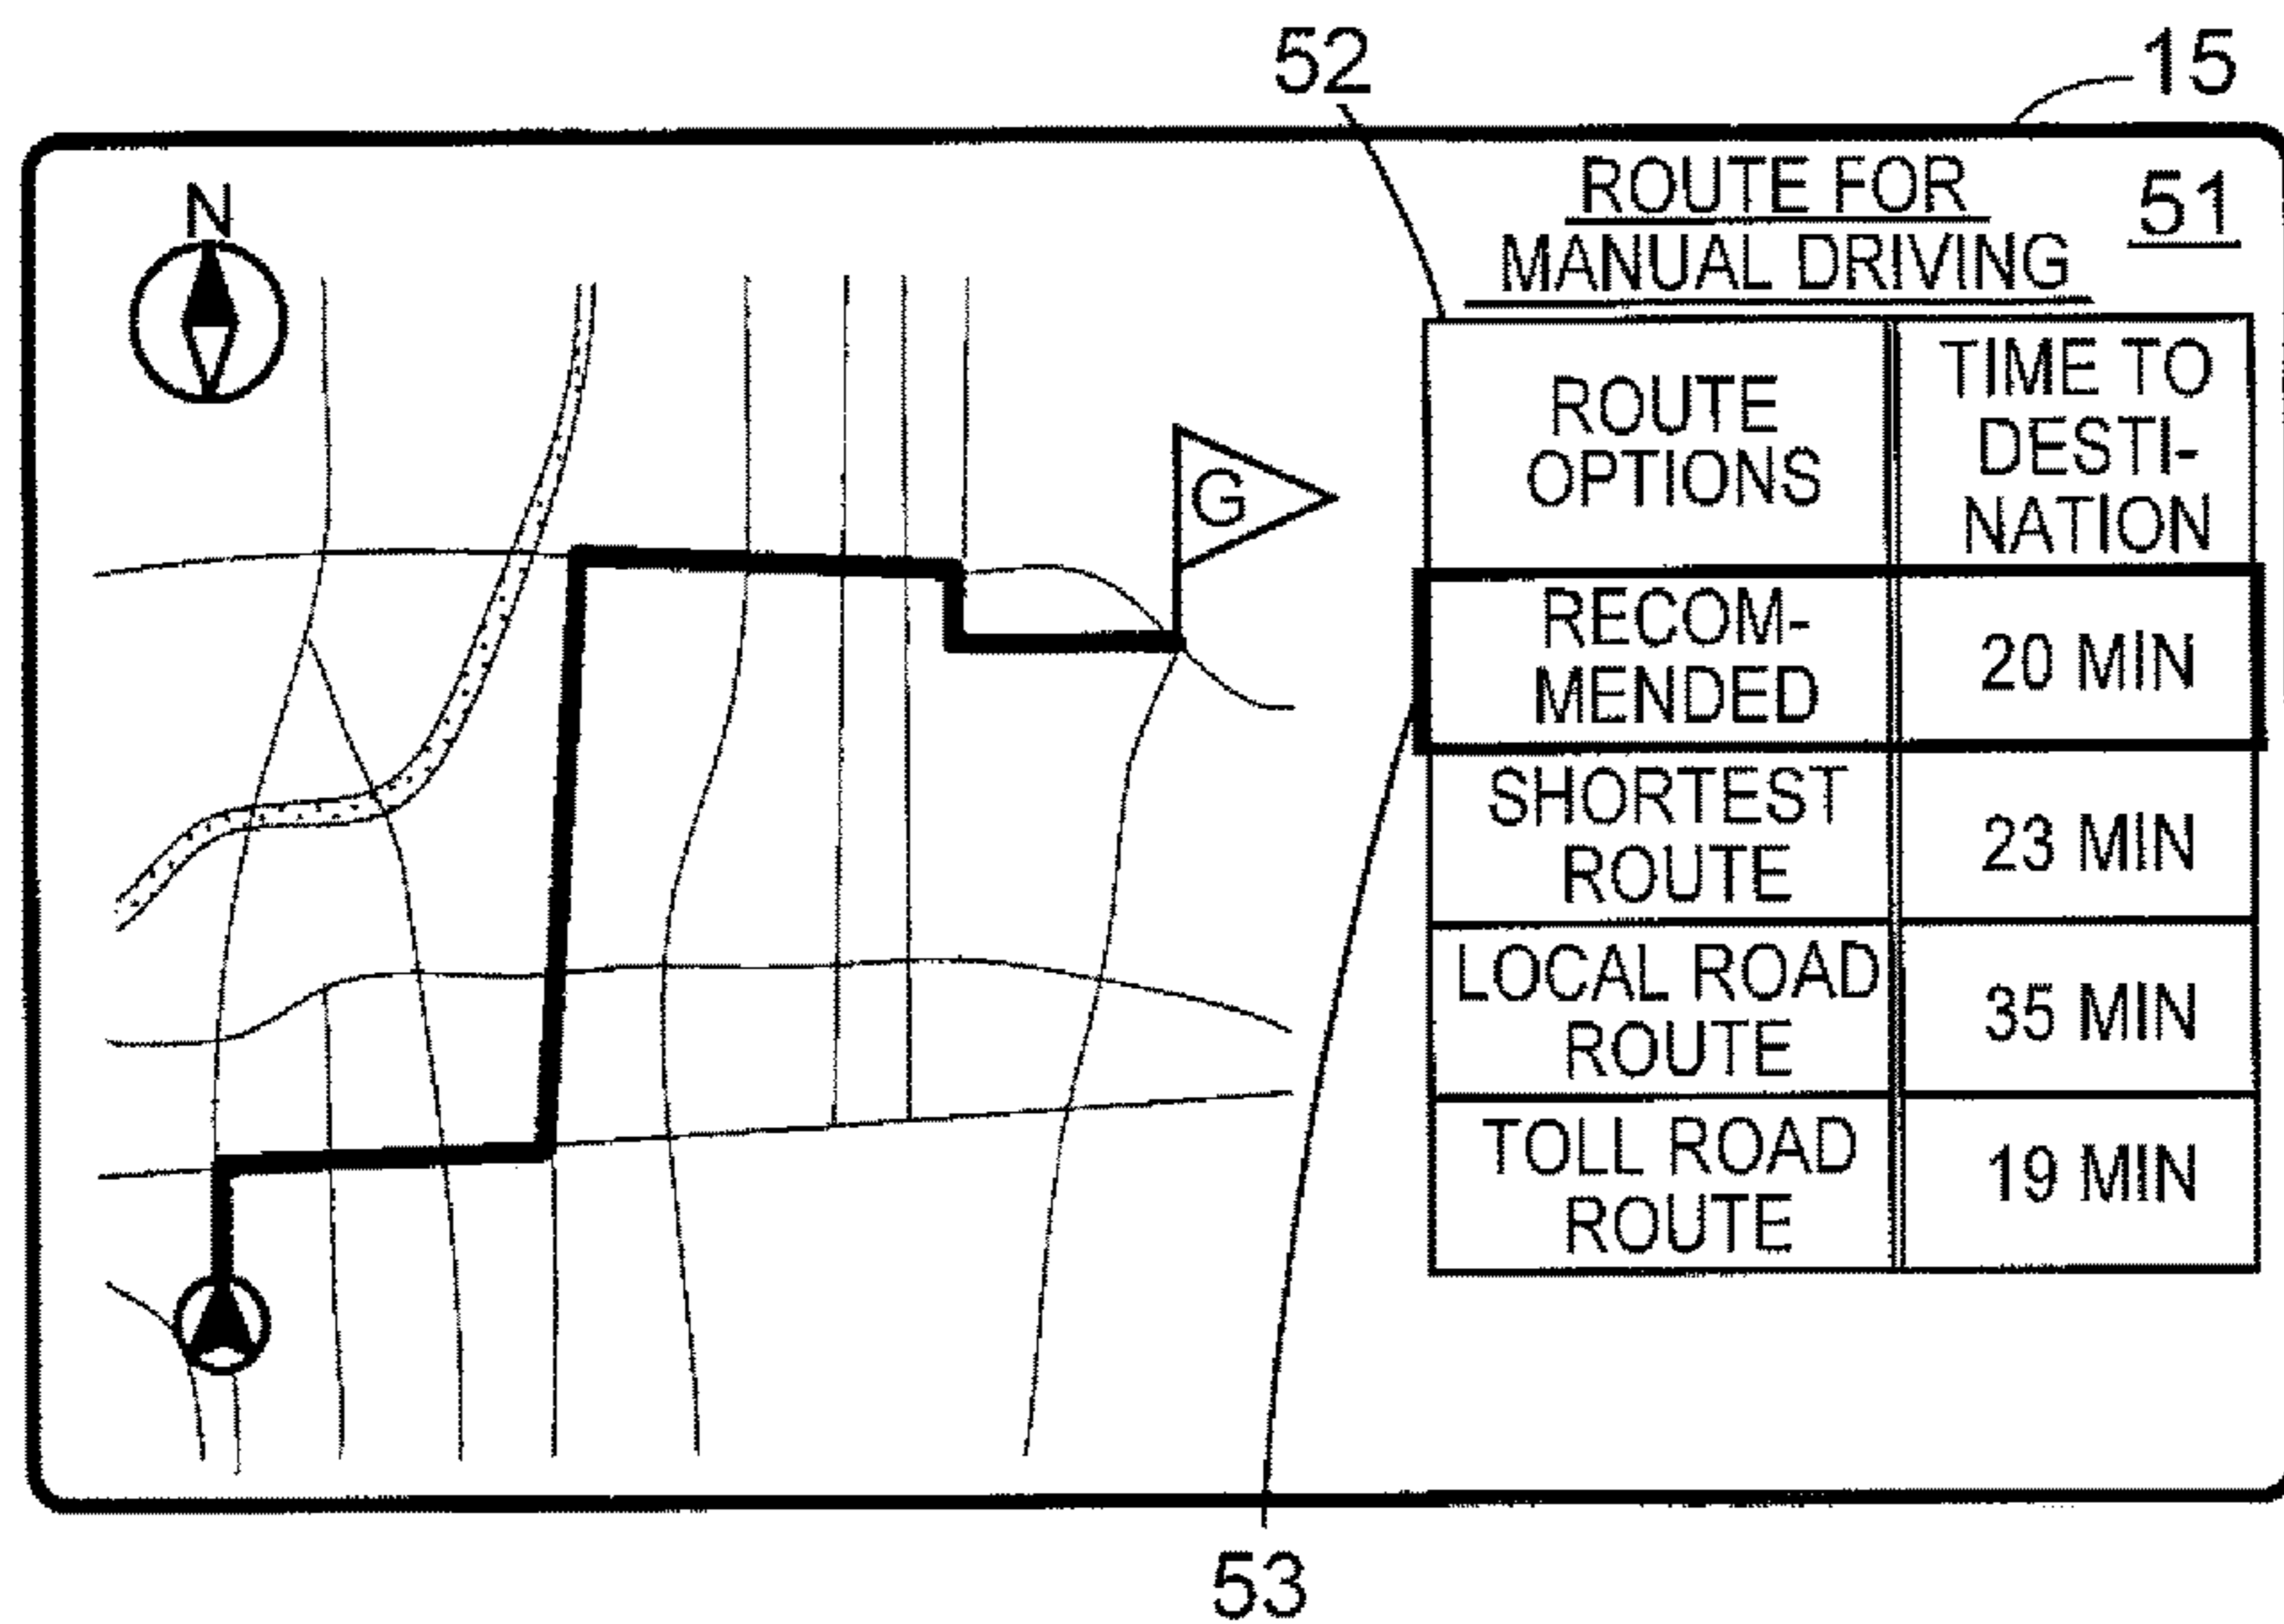 52
15
N
ROUTE FOR
MANUAL DRIVING
51
ROUTE
OPTIONS
TIME TO
DESTI-
NATION
G
RECOM-
MENDED
20 MIN
SHORTEST
ROUTE
23 MIN
LOCAL ROAD
ROUTE
35 MIN
TOLL ROAD
ROUTE
19 MIN
53